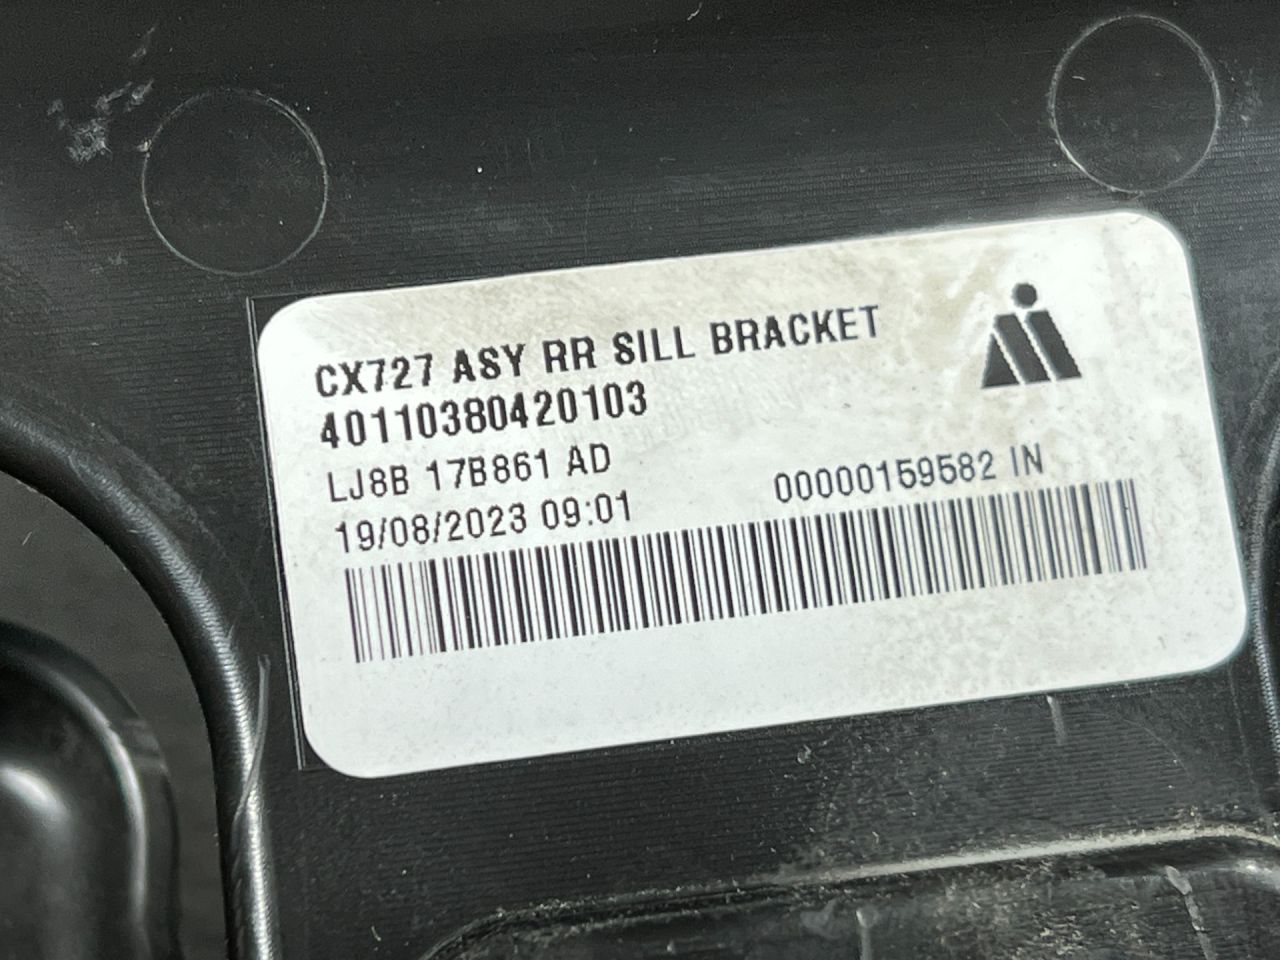 CX727 ASY RR SILL BRACKET
40110380420103
LJ8B 17B861 AD
19/08/2023 09:01
00000159582 IN